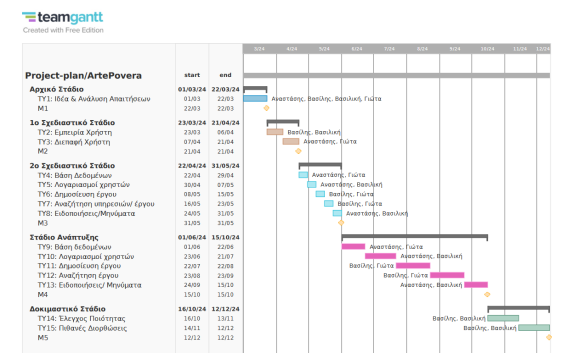 teamgantt
Created with Free Edition
3/24 4/24 5/24 6/24 7/24 8/24 9/24 10/24 11/24 12/24
Project-plan/ArtePovera start end
Αρχικό Στάδιο 01/03/24 22/03/24
ΤΥ1: Ιδέα & Ανάλυση Απαιτήσεων 01/03 22/03 Αναστάσης, Βασίλης, Βασιλική, Γιώτα
M1 22/03 22/03
1ο Σχεδιαστικό Στάδιο 23/03/24 21/04/24
ΤΥ2: Εμπειρία Χρήστη 23/03 06/04 Βασίλης, Βασιλική
ΤΥ3: Διεπαφή Χρήστη 07/04 21/04 Αναστάσης, Γιώτα
M2 21/04 21/04
2ο Σχεδιαστικό Στάδιο 22/04/24 31/05/24
ΤΥ4: Βάση Δεδομένων 22/04 29/04 Αναστάσης, Γιώτα
ΤΥ5: Λογαριασμοί χρηστών 30/04 07/05 Αναστάσης, Βασιλική
ΤΥ6: Δημοσίευση έργου 08/05 15/05 Βασίλης, Γιώτα
ΤΥ7: Αναζήτηση υπηρεσιών/ έργου 16/05 23/05 Βασίλης, Γιώτα
ΤΥ8: Ειδοποιήσεις/Μηνύματα 24/05 31/05 Αναστάσης, Βασιλική
M3 31/05 31/05
Στάδιο Ανάπτυξης 01/06/24 15/10/24
ΤΥ9: Βάση δεδομένων 01/06 22/06 Αναστάσης, Γιώτα
ΤΥ10: Λογαριασμοί χρηστών 23/06 21/07 Αναστάσης, Βασιλική
ΤΥ11: Δημοσίευση έργου 22/07 22/08 Βασίλης, Γιώτα
ΤΥ12: Αναζήτηση έργου 23/08 23/09 Βασίλης, Γιώτα
ΤΥ13: Ειδοποιήσεις/ Μηνύματα 24/09 15/10 Αναστάσης, Βασιλική
M4 15/10 15/10
Δοκιμαστικό Στάδιο 16/10/24 12/12/24
ΤΥ14: Έλεγχος Ποιότητας 16/10 13/11 Βασίλης, Βασιλική
ΤΥ15: Πιθανές Διορθώσεις 14/11 12/12 Βασίλης, Βασιλική
M5 12/12 12/12